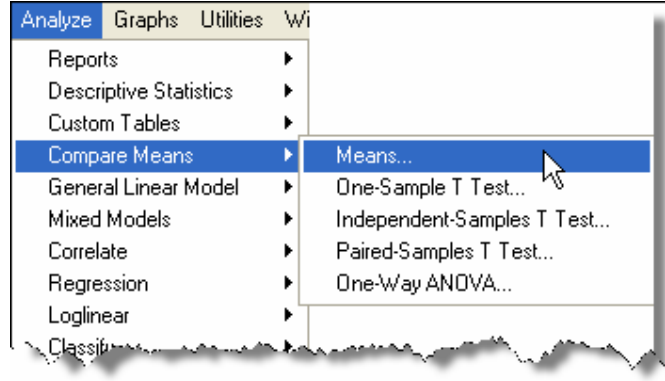 Analyze Graphs Utilities
Reports
Descriptive Statistics
Custom Tables
Compare Means
General Linear Model
Mixed Models
Correlate
Regression
Loglinear
Means...
One-Sample T Test...
Independent-Samples T Test...
Paired-Samples T Test...
One-Way ANOVA...